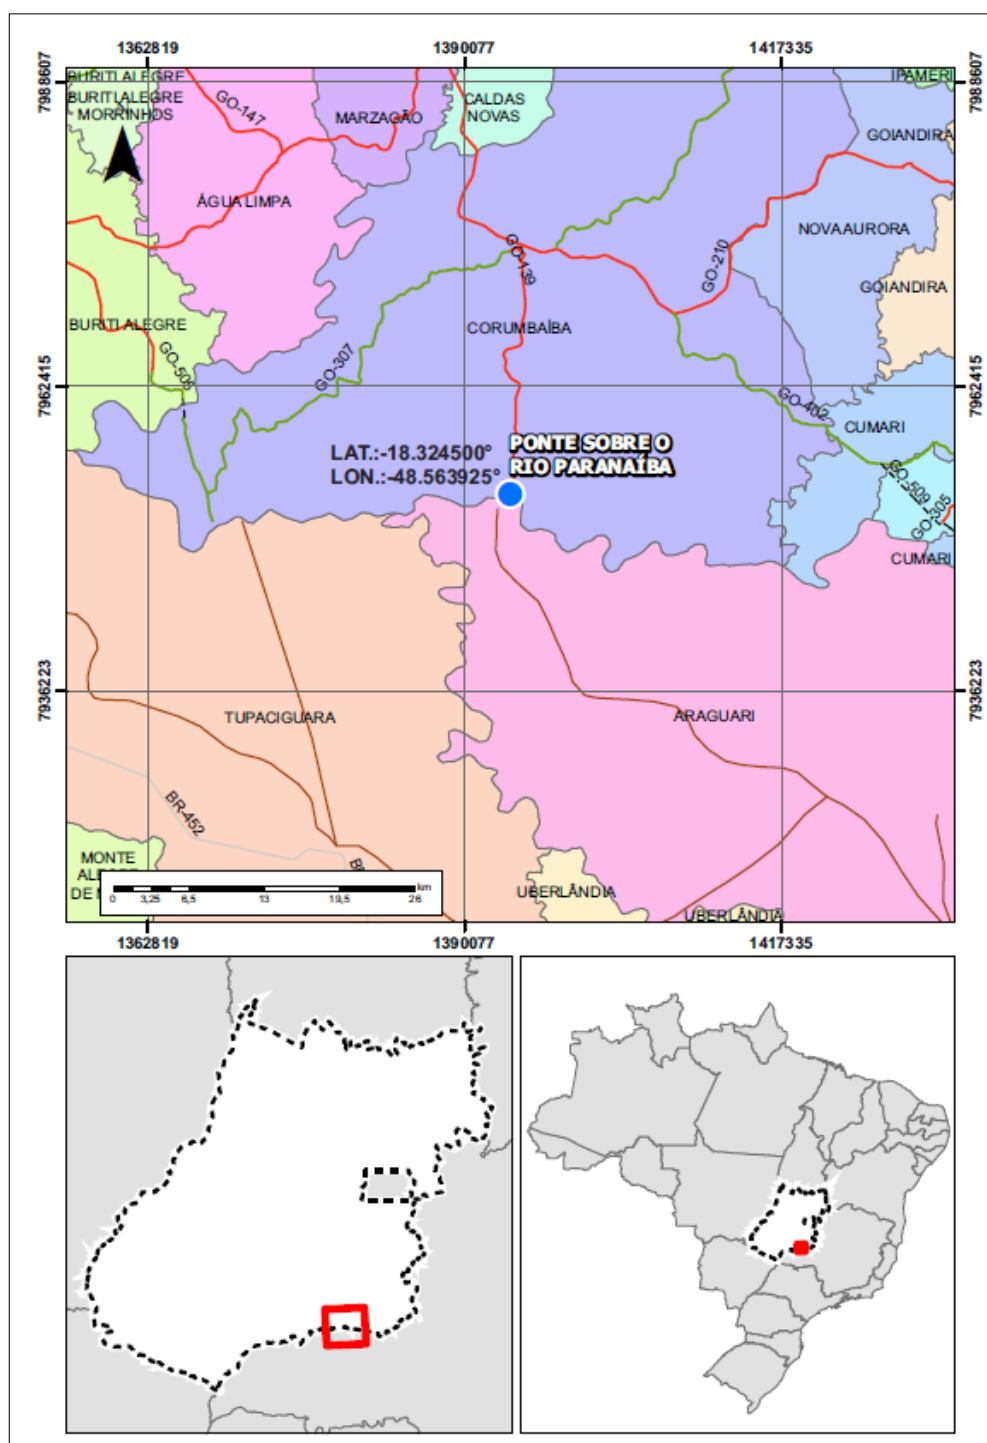 1362819
1390077
1417335
7988607
7988607
BURITI ALEGRE
BURITI ALEGRE
MORRINHOS
GO-147
MARZAGÃO
CALDAS
NOVAS
IPAMERI
GOIANDIRA
ÁGUA LIMPA
NOVA AURORA
GO-139
GO-210
GOIANDIRA
BURITI ALEGRE
CORUMBAÍBA
GO-307
GO-506
7962415
7962415
GO-402
CUMARI
LAT.:-18.324500°
LON.:-48.563925°
PONTE SOBRE O
RIO PARANAÍBA
GO-509
GO-305
CUMARI
7936223
7936223
TUPACIGUARA
ARAGUARI
BR-452
MONTE
UBERLÂNDIA
UBERLÂNDIA
km
0 3,25 6,5 13 19,5 26
1362819
1390077
1417335